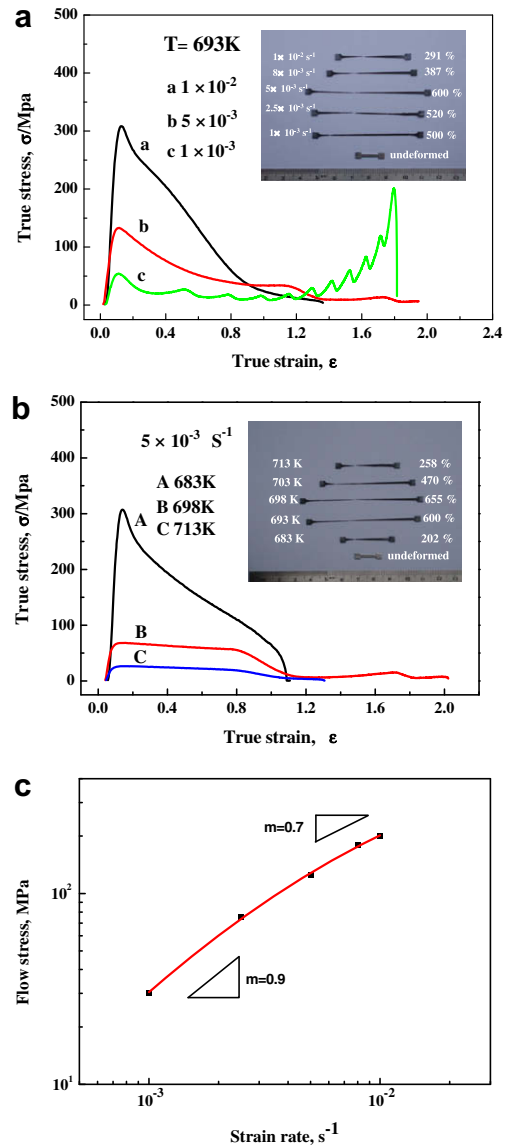 a
500
400
300
200
100
0
True stress, σ/Mpa
T= 693K
a 1 × 10⁻²
b 5 × 10⁻³
c 1 × 10⁻³
a
b
c
1× 10⁻² s⁻¹ 291 %
8× 10⁻³ s⁻¹ 387 %
5× 10⁻³ s⁻¹ 600 %
2.5× 10⁻³ s⁻¹ 520 %
1× 10⁻³ s⁻¹ 500 %
undeformed
0.0 0.4 0.8 1.2 1.6 2.0 2.4
True strain, ε
b
500
400
300
200
100
0
True stress, σ/Mpa
5 × 10⁻³ S⁻¹
A 683K
B 698K
C 713K
A
B
C
713 K 258 %
703 K 470 %
698 K 655 %
693 K 600 %
683 K 202 %
undeformed
0.0 0.4 0.8 1.2 1.6 2.0
True strain, ε
c
Flow stress, MPa
10²
10¹
m=0.7
m=0.9
10⁻³ 10⁻²
Strain rate, s⁻¹